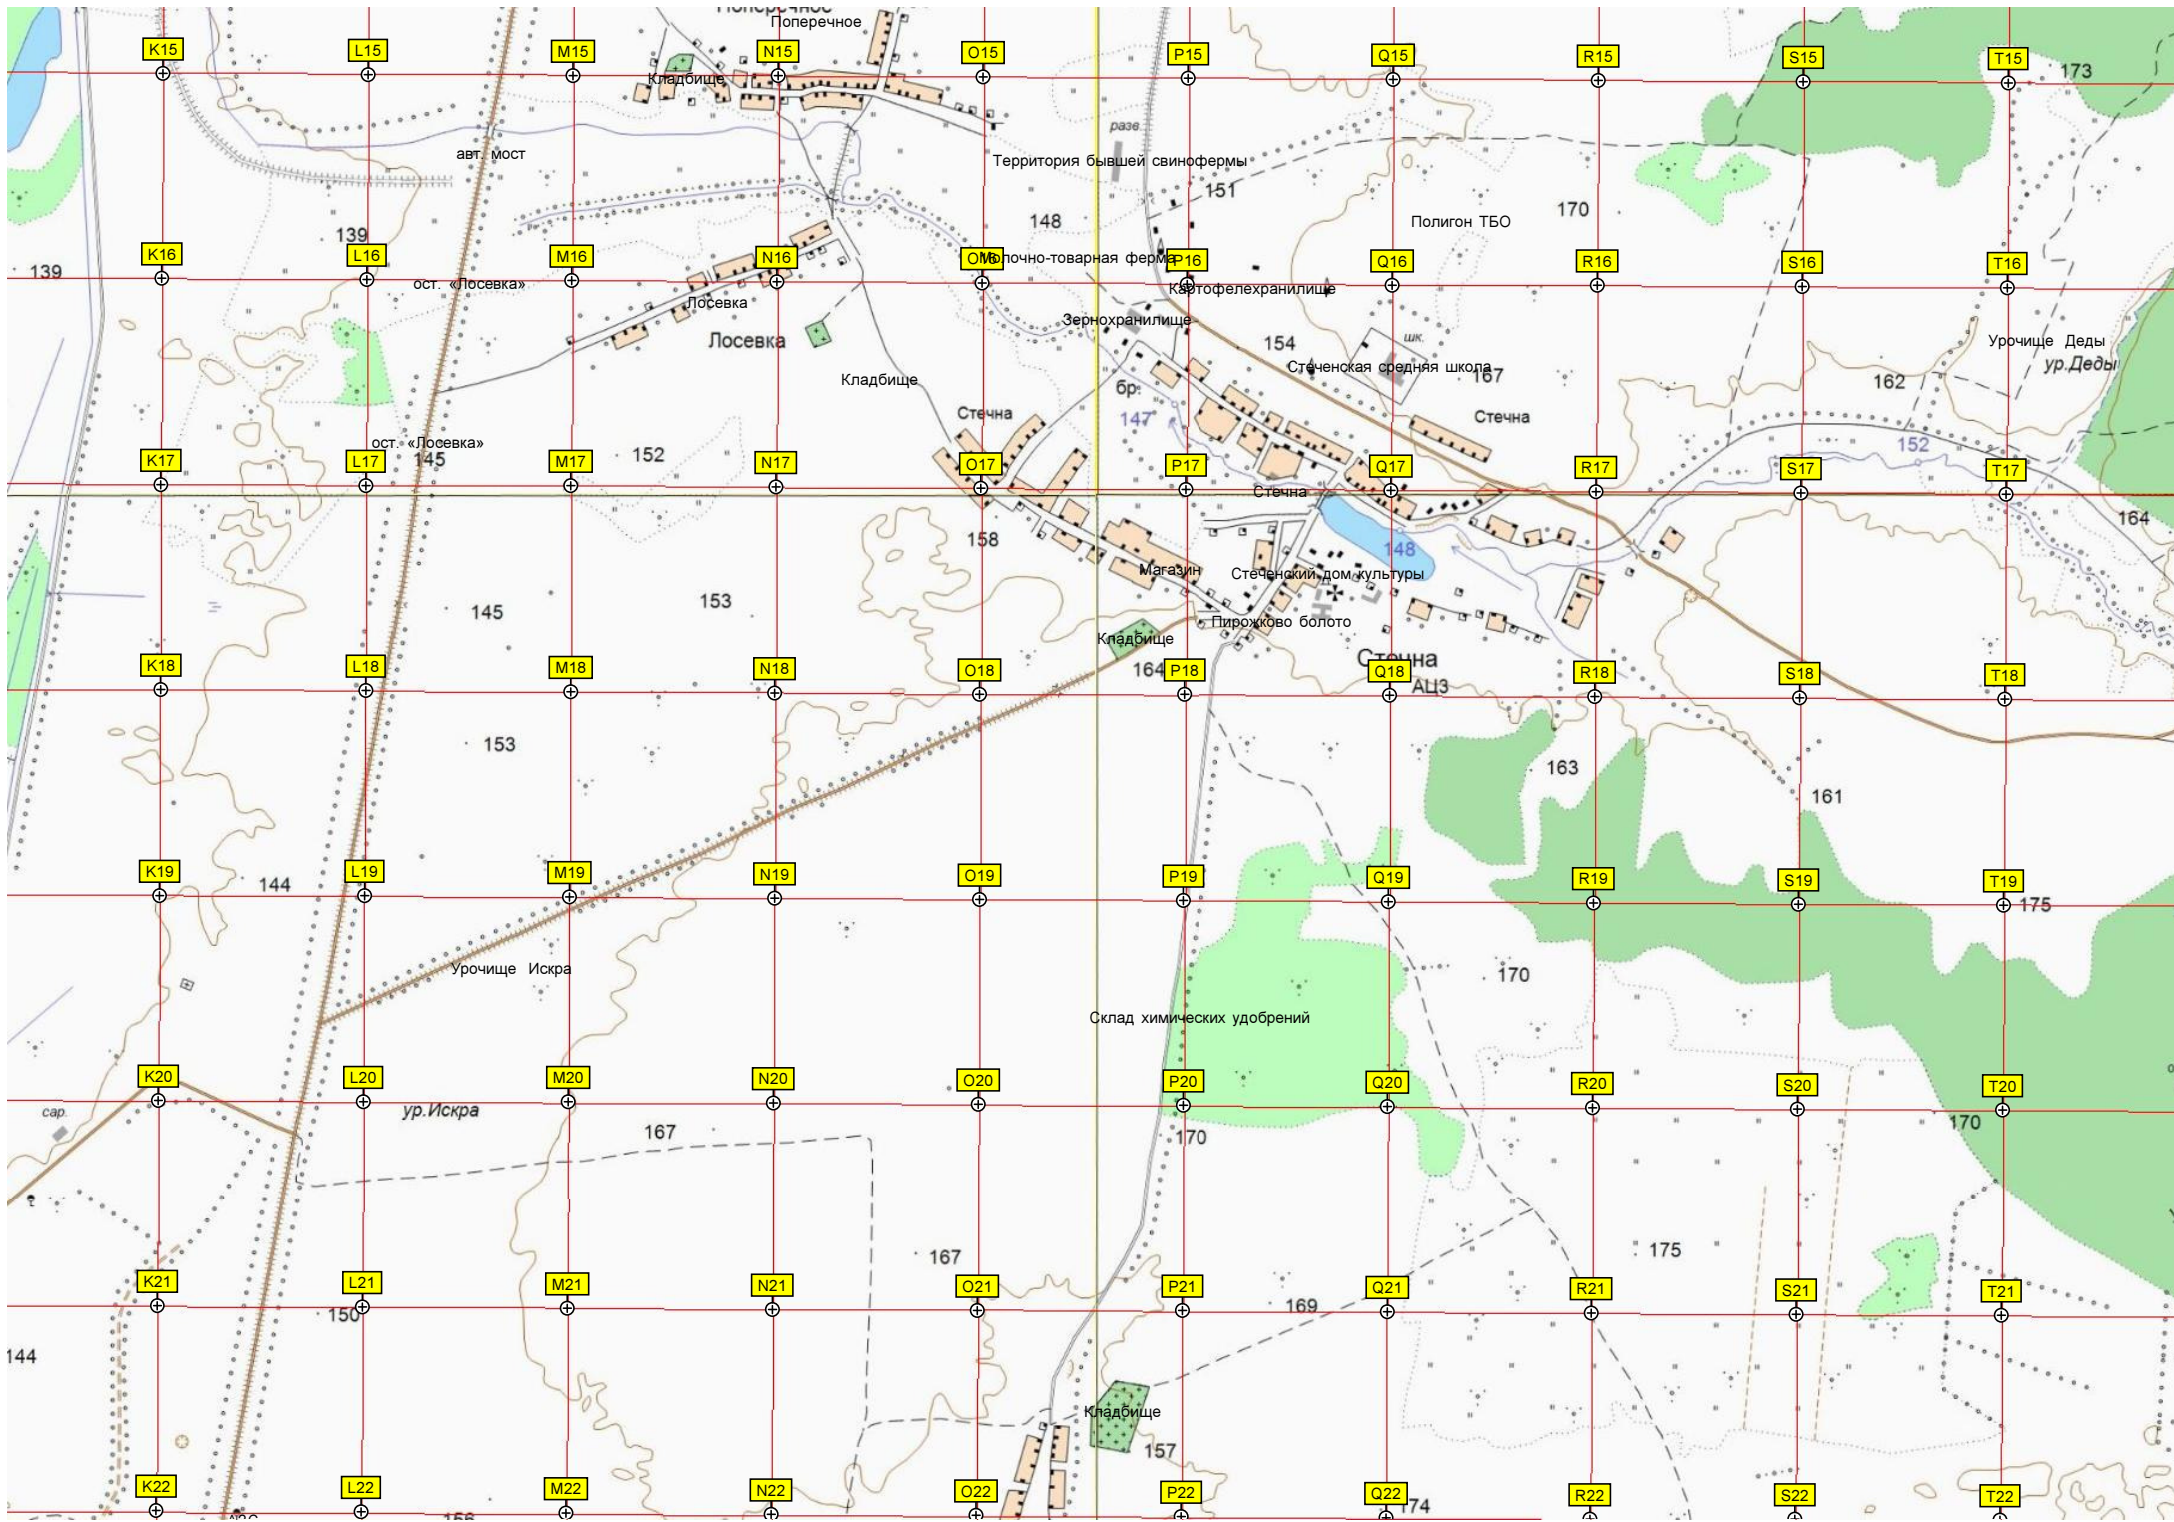 Поперечное
Поперечное
K15
L15
M15
N15
O15
P15
Q15
R15
S15
T15
173
Кладбище
разв.
авт. мост
Территория бывшей свинофермы
151
139
148
Полигон ТБО
170
139
K16
L16
M16
N16
O16
Молочно-товарная ферма
P16
Q16
R16
S16
T16
ост. «Лосевка»
Лосевка
Картофелехранилище
Зернохранилище
Лосевка
154
шк.
Урочище Деды
ур.Деды
Стеченская средняя школа
167
162
Кладбище
бр.
147
Стечна
Стечна
ост. «Лосевка»
145
152
152
K17
L17
M17
N17
O17
P17
Q17
R17
S17
T17
Стечна
164
158
148
Магазин
Стеченский дом культуры
145
153
Пирожково болото
Кладбище
Стечна
164
АЦЗ
K18
L18
M18
N18
O18
P18
Q18
R18
S18
T18
153
163
161
K19
L19
M19
N19
O19
P19
Q19
R19
S19
T19
144
175
Урочище Искра
170
Склад химических удобрений
K20
L20
M20
N20
O20
P20
Q20
R20
S20
T20
сар.
ур.Искра
167
170
170
167
175
K21
L21
M21
N21
O21
P21
Q21
R21
S21
T21
150
169
144
Кладбище
157
K22
L22
M22
N22
O22
P22
Q22
R22
S22
T22
174
156